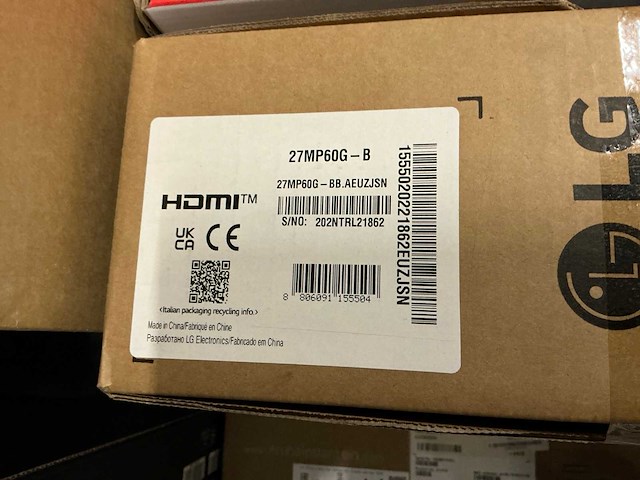 27MP60G-B
27MP60G-BB.AEUZJSN
HDMI™
S/NO: 202NTRL21862
UK
CA CE
8 806091 155504
<Italian packaging recycling info.>
Made in China/Fabriqué en Chine
Разработано LG Electronics/Fabricado em China
1555020221862EUZJSN
LG